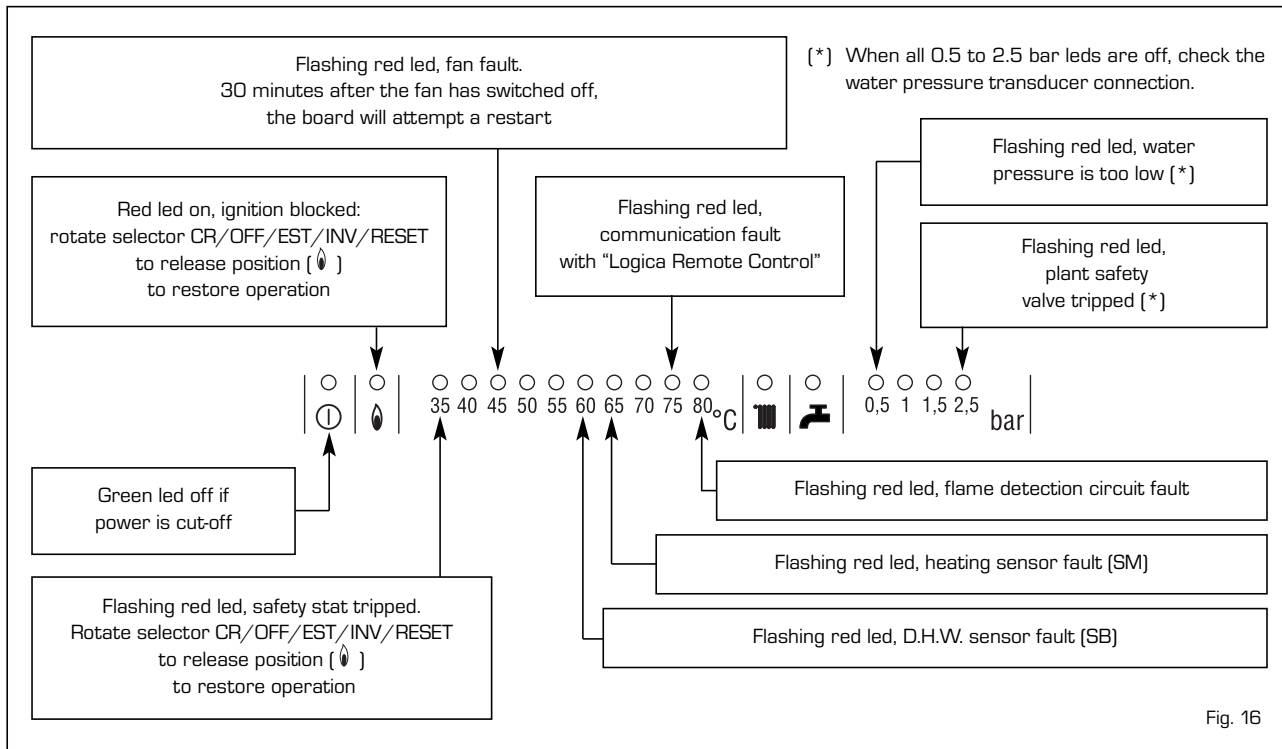 Flashing red led, fan fault.
30 minutes after the fan has switched off,
the board will attempt a restart
(*) When all 0.5 to 2.5 bar leds are off, check the
water pressure transducer connection.
Flashing red led, water
pressure is too low (*)
Red led on, ignition blocked:
rotate selector CR/OFF/EST/INV/RESET
to release position ( )
to restore operation
Flashing red led,
communication fault
with “Logica Remote Control”
Flashing red led,
plant safety
valve tripped (*)
35 40 45 50 55 60 65 70 75 80 °C 0,5 1 1,5 2,5 bar
Green led off if
power is cut-off
Flashing red led, flame detection circuit fault
Flashing red led, heating sensor fault (SM)
Flashing red led, safety stat tripped.
Rotate selector CR/OFF/EST/INV/RESET
to release position ( )
to restore operation
Flashing red led, D.H.W. sensor fault (SB)
Fig. 16